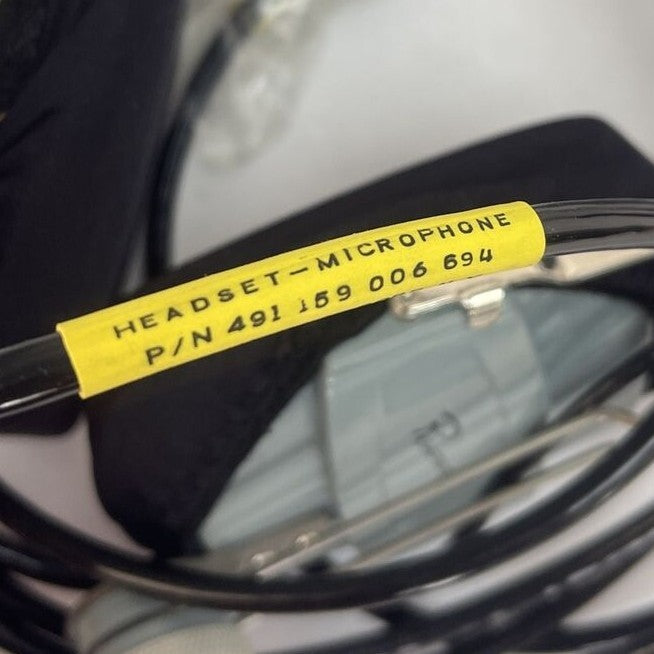 HEADSET-MICROPHONE
P/N 491 159 006 694